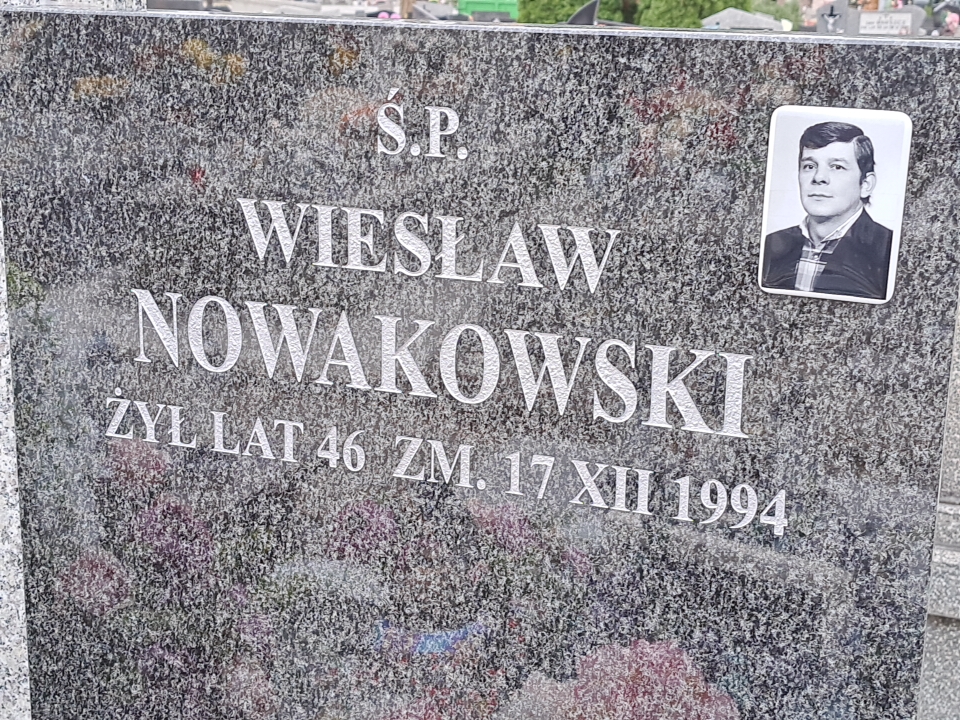 Ś.P.
WIESŁAW
NOWAKOWSKI
ŻYŁ LAT 46 ZM. 17 XII 1994